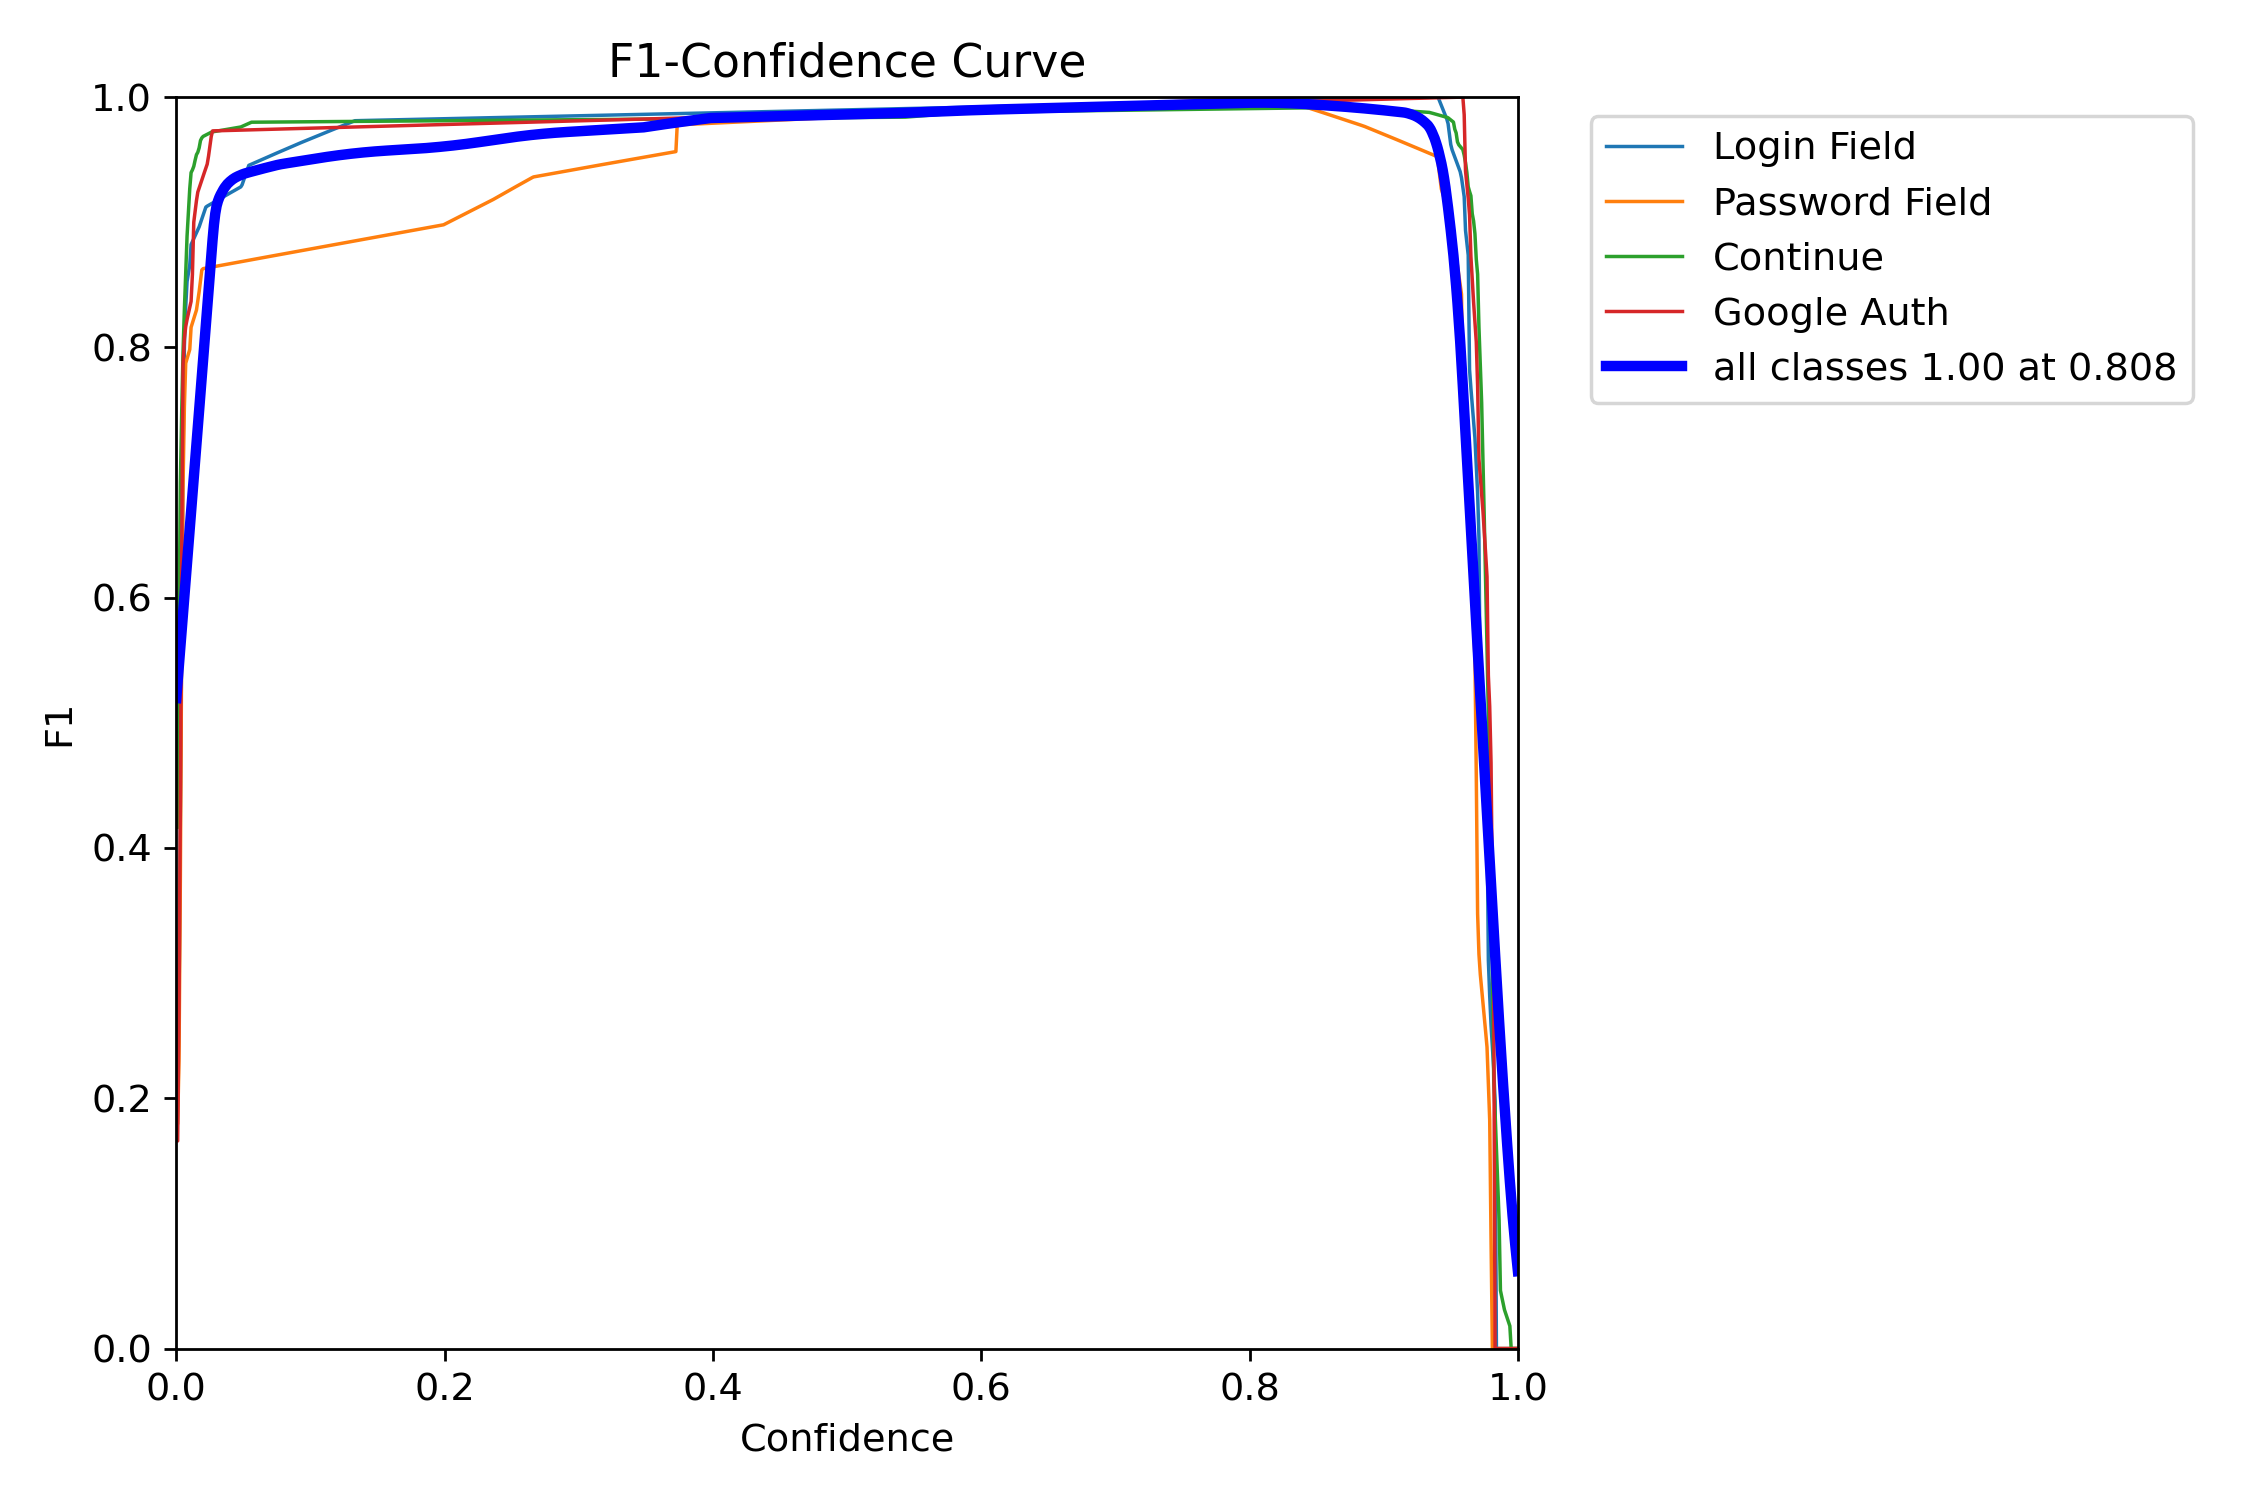 F1-Confidence Curve
1.0
0.8
0.6
0.4
0.2
0.0
F1
0.0 0.2 0.4 0.6 0.8 1.0
Confidence
Login Field
Password Field
Continue
Google Auth
all classes 1.00 at 0.808